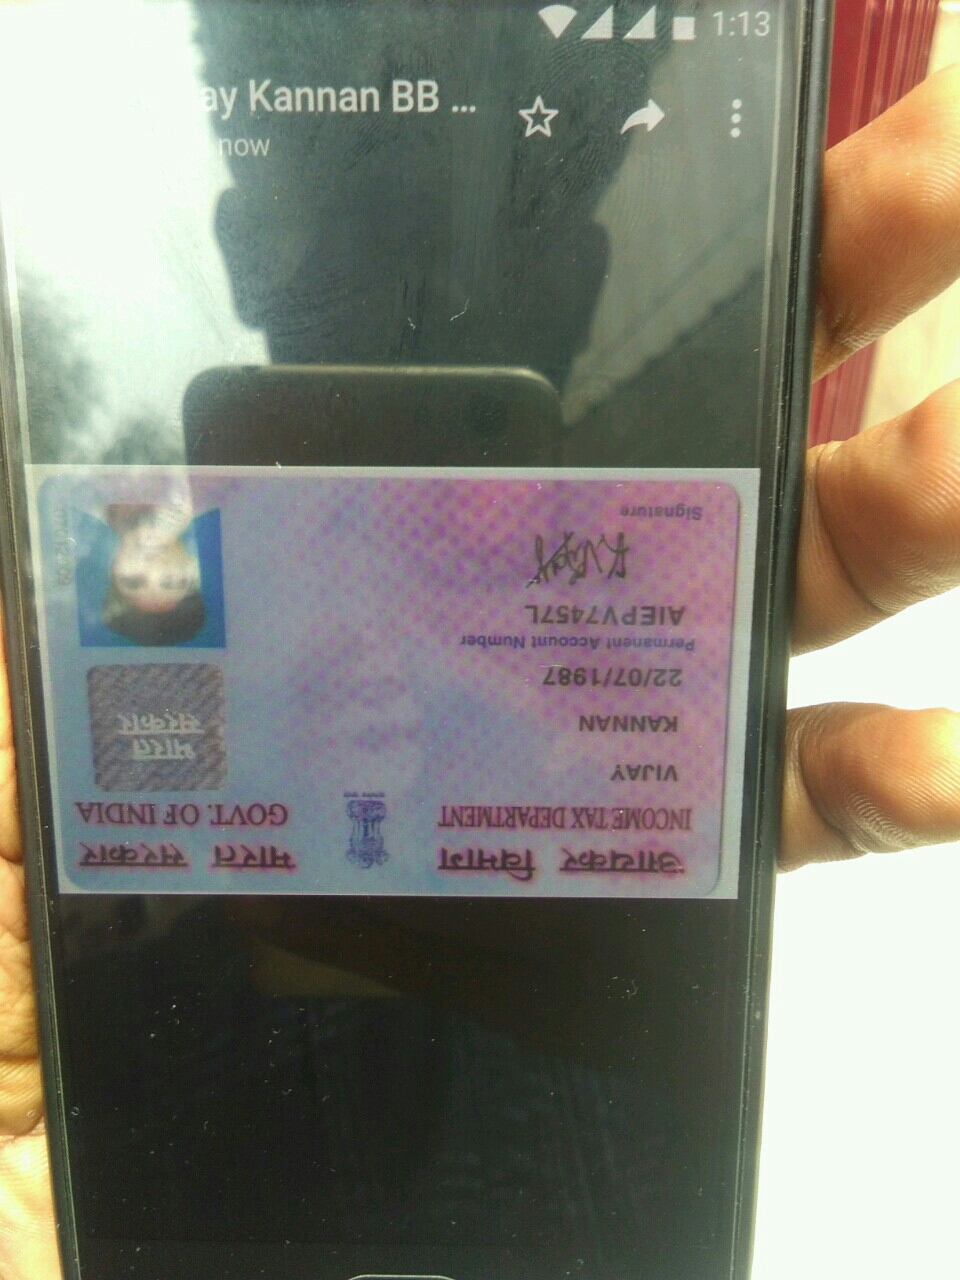 1:13
ay Kannan BB ...
now
आयकर विभाग
INCOME TAX DEPARTMENT
भारत सरकार
GOVT. OF INDIA
VIJAY
KANNAN
22/07/1987
Permanent Account Number
AIEPV7457L
Signature
भारत
सरकार